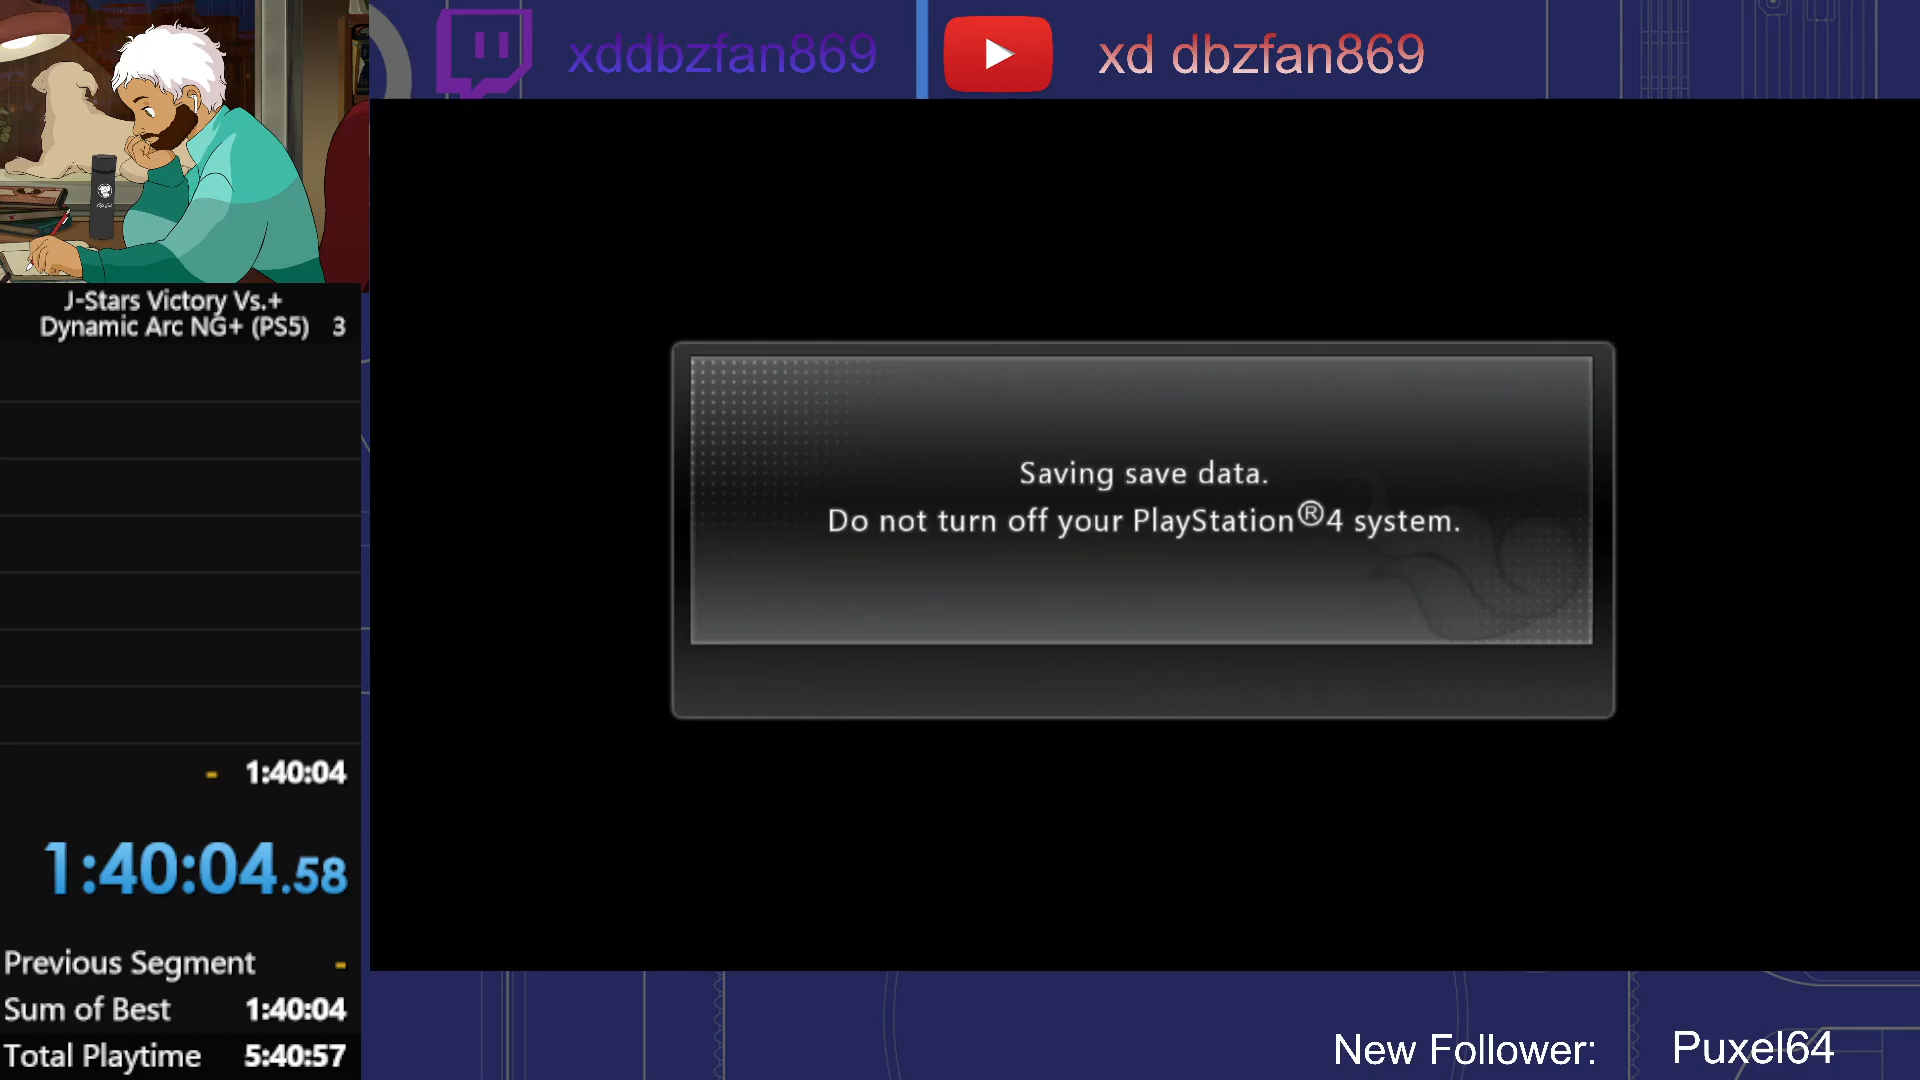 xddbzfan869
xd dbzfan869
J-Stars Victory Vs.+
Dynamic Arc NG+ (PS5) 3
Saving save data.
Do not turn off your PlayStation®4 system.
- 1:40:04
1:40:04.58
Previous Segment -
Sum of Best 1:40:04
Total Playtime 5:40:57
New Follower: Puxel64